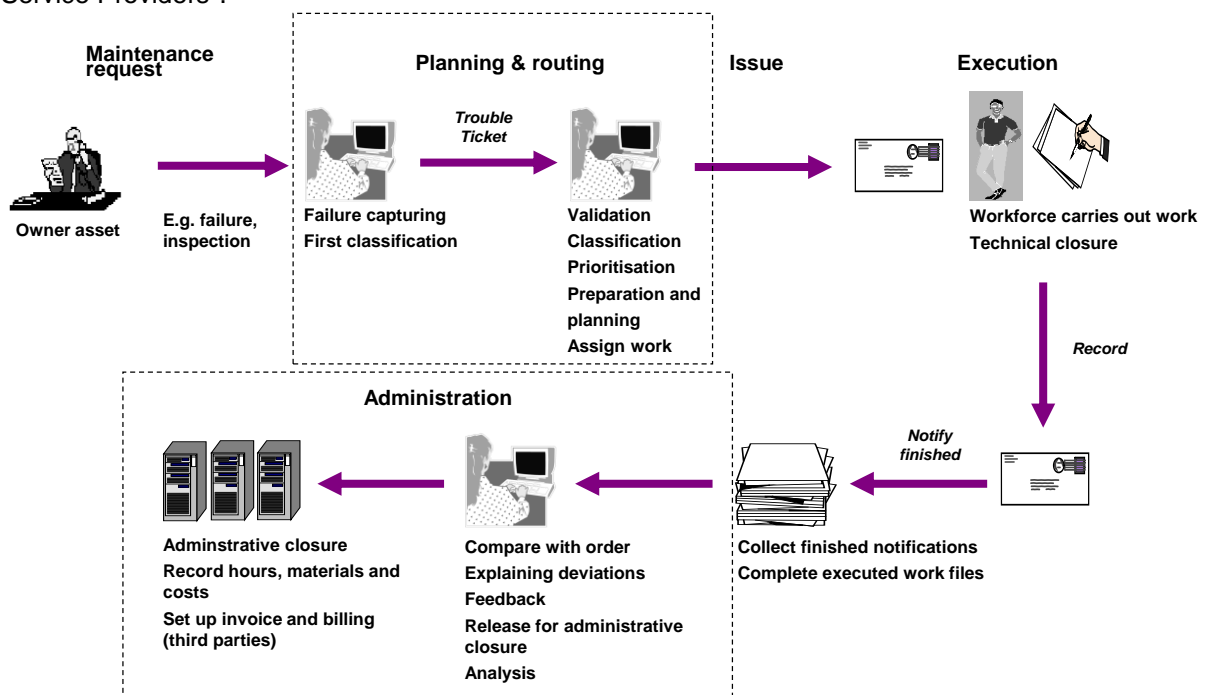 Service Providers".
Maintenance
request
Planning & routing
Issue
Execution
Trouble
Ticket
Owner asset
E.g. failure,
inspection
Failure capturing
First classification
Validation
Classification
Prioritisation
Preparation and
planning
Assign work
Workforce carries out work
Technical closure
Record
Administration
Notify
finished
Adminstrative closure
Record hours, materials and
costs
Set up invoice and billing
(third parties)
Compare with order
Explaining deviations
Feedback
Release for administrative
closure
Analysis
Collect finished notifications
Complete executed work files